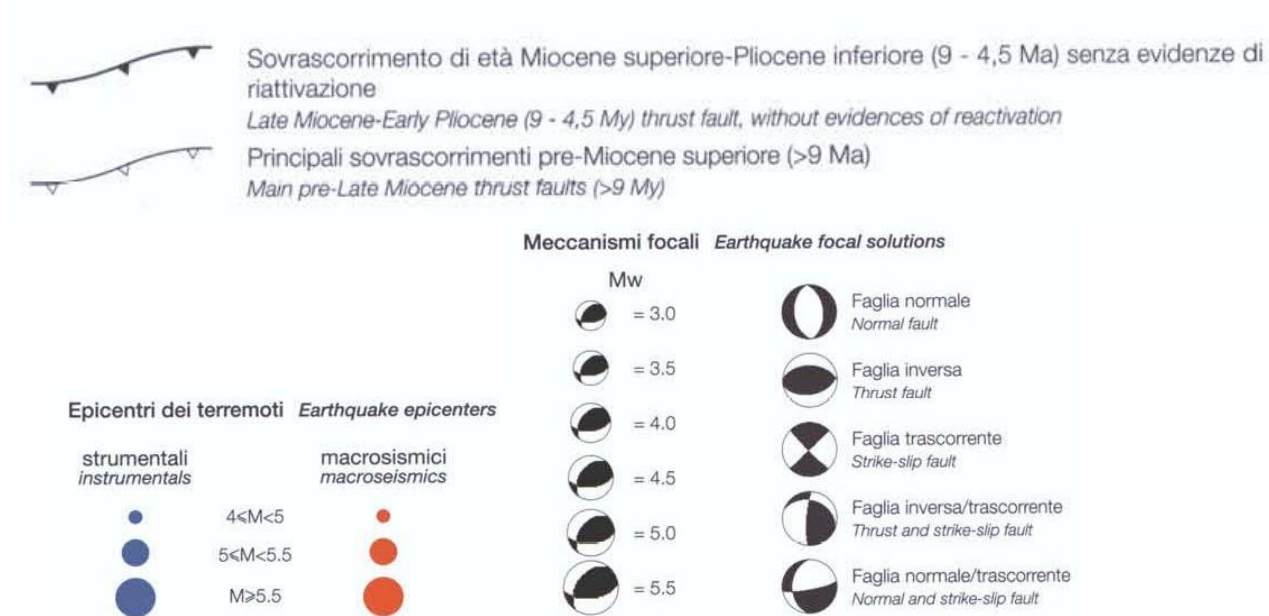 Sovrascorrimento di età Miocene superiore-Pliocene inferiore (9 - 4,5 Ma) senza evidenze di
riattivazione
Late Miocene-Early Pliocene (9 - 4,5 My) thrust fault, without evidences of reactivation
Principali sovrascorrimenti pre-Miocene superiore (>9 Ma)
Main pre-Late Miocene thrust faults (>9 My)
Meccanismi focali Earthquake focal solutions
Mw
= 3.0
= 3.5
= 4.0
= 4.5
= 5.0
= 5.5
Faglia normale
Normal fault
Faglia inversa
Thrust fault
Faglia trascorrente
Strike-slip fault
Faglia inversa/trascorrente
Thrust and strike-slip fault
Faglia normale/trascorrente
Normal and strike-slip fault
Epicentri dei terremoti Earthquake epicenters
strumentali
instrumentals
macrosismici
macroseismics
4⩽M<5
5⩽M<5.5
M⩾5.5